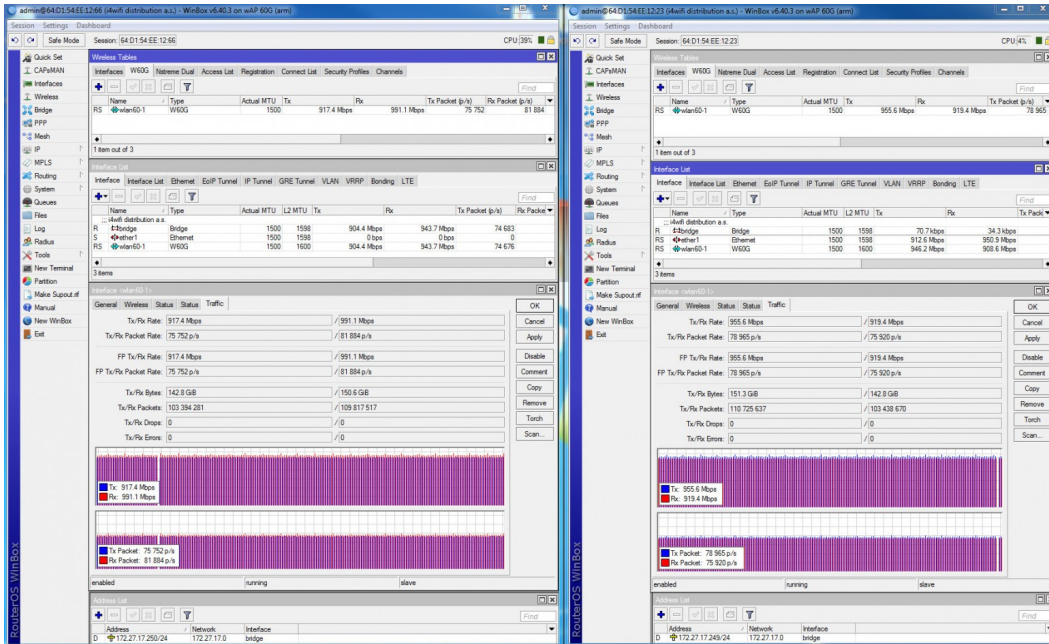 admin@64:D1:54:EE:12:66 (i4wifi distribution a.s.) - WinBox v6.40.3 on wAP 60G (arm)
Session Settings Dashboard
Safe Mode Session: 64:D1:54:EE:12:66 CPU: 39%
Quick Set
CAPsMAN
Interfaces
Wireless
Bridge
PPP
Mesh
IP
MPLS
Routing
System
Queues
Files
Log
Radius
Tools
New Terminal
Partition
Make Supout.rif
Manual
New WinBox
Exit
RouterOS WinBox
Wireless Tables
Interfaces W60G Nstreme Dual Access List Registration Connect List Security Profiles Channels
Find
Name Type Actual MTU Tx Rx Tx Packet (p/s) Rx Packet (p/s)
RS wlan60-1 W60G 1500 917.4 Mbps 991.1 Mbps 75 752 81 884
1 item out of 3
Interface List
Interface Interface List Ethernet EoIP Tunnel IP Tunnel GRE Tunnel VLAN VRRP Bonding LTE
Find
Name Type Actual MTU L2 MTU Tx Rx Tx Packet (p/s) Rx Packe
;;; i4wifi distribution a.s.
R bridge Bridge 1500 1598 904.4 Mbps 943.7 Mbps 74 683
S ether1 Ethernet 1500 1598 0 bps 0 bps 0
RS wlan60-1 W60G 1500 1600 904.4 Mbps 943.7 Mbps 74 676
3 items
Interface <wlan60-1>
General Wireless Status Status Traffic
Tx/Rx Rate: 917.4 Mbps / 991.1 Mbps
Tx/Rx Packet Rate: 75 752 p/s / 81 884 p/s
FP Tx/Rx Rate: 917.4 Mbps / 991.1 Mbps
FP Tx/Rx Packet Rate: 75 752 p/s / 81 884 p/s
Tx/Rx Bytes: 142.8 GiB / 150.6 GiB
Tx/Rx Packets: 103 394 281 / 109 817 517
Tx/Rx Drops: 0 / 0
Tx/Rx Errors: 0 / 0
OK
Cancel
Apply
Disable
Comment
Copy
Remove
Torch
Scan...
Tx: 917.4 Mbps
Rx: 991.1 Mbps
Tx Packet: 75 752 p/s
Rx Packet: 81 884 p/s
enabled running slave
Address List
Find
Address Network Interface
D 172.27.17.250/24 172.27.17.0 bridge
admin@64:D1:54:EE:12:23 (i4wifi distribution a.s.) - WinBox v6.40.3 on wAP 60G (arm)
Session Settings Dashboard
Safe Mode Session: 64:D1:54:EE:12:23 CPU: 4%
Quick Set
CAPsMAN
Interfaces
Wireless
Bridge
PPP
Mesh
IP
MPLS
Routing
System
Queues
Files
Log
Radius
Tools
New Terminal
Partition
Make Supout.rif
Manual
New WinBox
Exit
RouterOS WinBox
Wireless Tables
Interfaces W60G Nstreme Dual Access List Registration Connect List Security Profiles Channels
Find
Name Type Actual MTU Tx Rx Tx Packet (p/s)
RS wlan60-1 W60G 1500 955.6 Mbps 919.4 Mbps 78 965
1 item out of 3
Interface List
Interface Interface List Ethernet EoIP Tunnel IP Tunnel GRE Tunnel VLAN VRRP Bonding LTE
Find
Name Type Actual MTU L2 MTU Tx Rx Tx Pack
;;; i4wifi distribution a.s.
R bridge Bridge 1500 1598 70.7 kbps 34.3 kbps
RS ether1 Ethernet 1500 1598 912.6 Mbps 950.9 Mbps
RS wlan60-1 W60G 1500 1600 946.2 Mbps 908.6 Mbps
3 items
Interface <wlan60-1>
General Wireless Status Status Traffic
Tx/Rx Rate: 955.6 Mbps / 919.4 Mbps
Tx/Rx Packet Rate: 78 965 p/s / 75 920 p/s
FP Tx/Rx Rate: 955.6 Mbps / 919.4 Mbps
FP Tx/Rx Packet Rate: 78 965 p/s / 75 920 p/s
Tx/Rx Bytes: 151.3 GiB / 142.8 GiB
Tx/Rx Packets: 110 725 637 / 103 438 670
Tx/Rx Drops: 0 / 0
Tx/Rx Errors: 0 / 0
OK
Cancel
Apply
Disable
Comment
Copy
Remove
Torch
Scan...
Tx: 955.6 Mbps
Rx: 919.4 Mbps
Tx Packet: 78 965 p/s
Rx Packet: 75 920 p/s
enabled running slave
Address List
Find
Address Network Interface
D 172.27.17.249/24 172.27.17.0 bridge